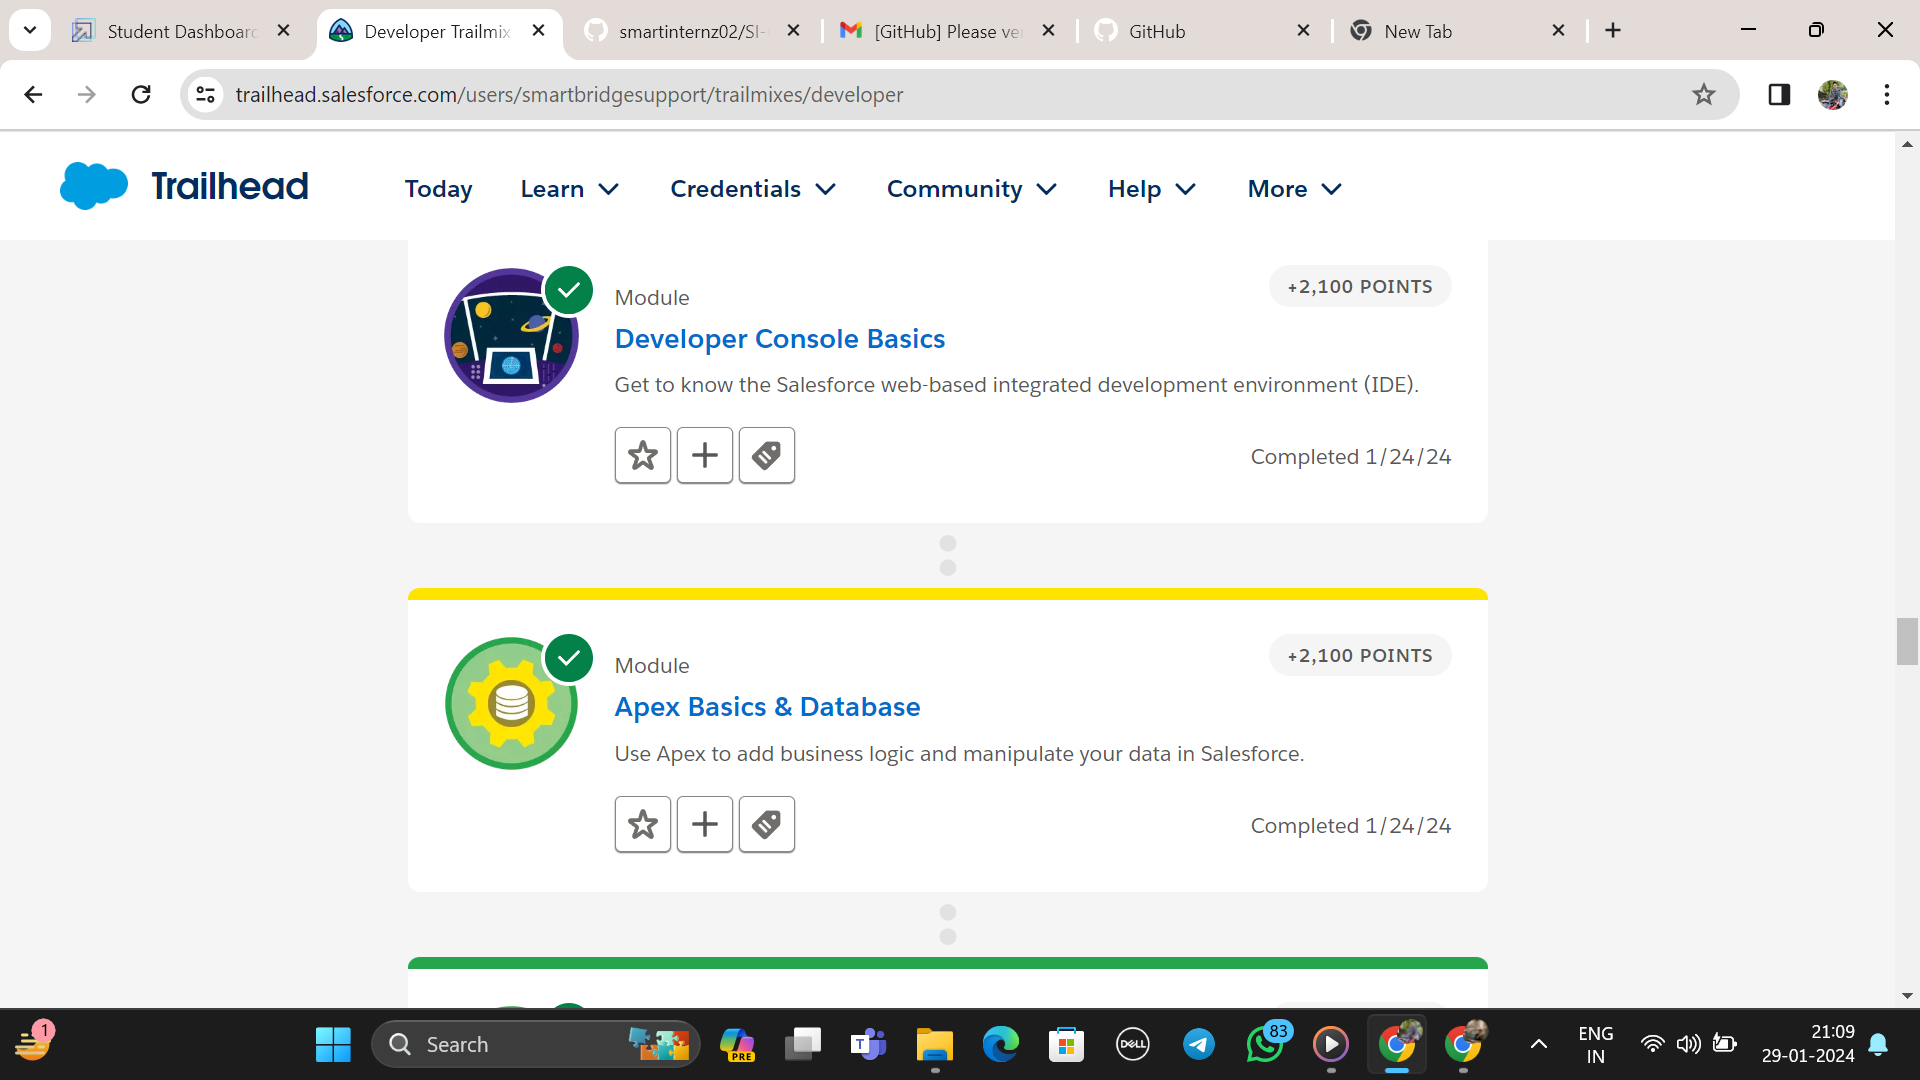 Student Dashboard
Developer Trailmix
smartinternz02/SI-
[GitHub] Please ve
GitHub
New Tab
trailhead.salesforce.com/users/smartbridgesupport/trailmixes/developer
Trailhead
Today
Learn
Credentials
Community
Help
More
Module
+2,100 POINTS
Developer Console Basics
Get to know the Salesforce web-based integrated development environment (IDE).
Completed 1/24/24
Module
+2,100 POINTS
Apex Basics & Database
Use Apex to add business logic and manipulate your data in Salesforce.
Completed 1/24/24
1
Search
PRE
T
DELL
83
ENG
IN
21:09
29-01-2024